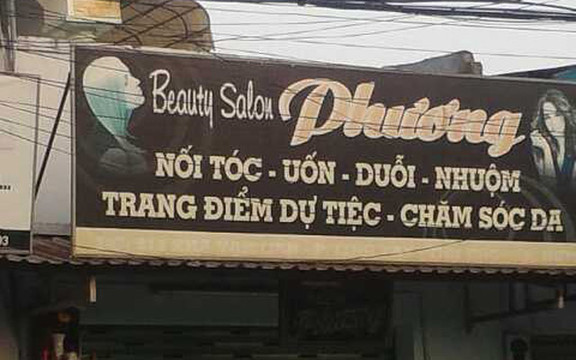 Beauty Salon Phương
NỐI TÓC - UỐN - DUỖI - NHUỘM
TRANG ĐIỂM DỰ TIỆC - CHĂM SÓC DA